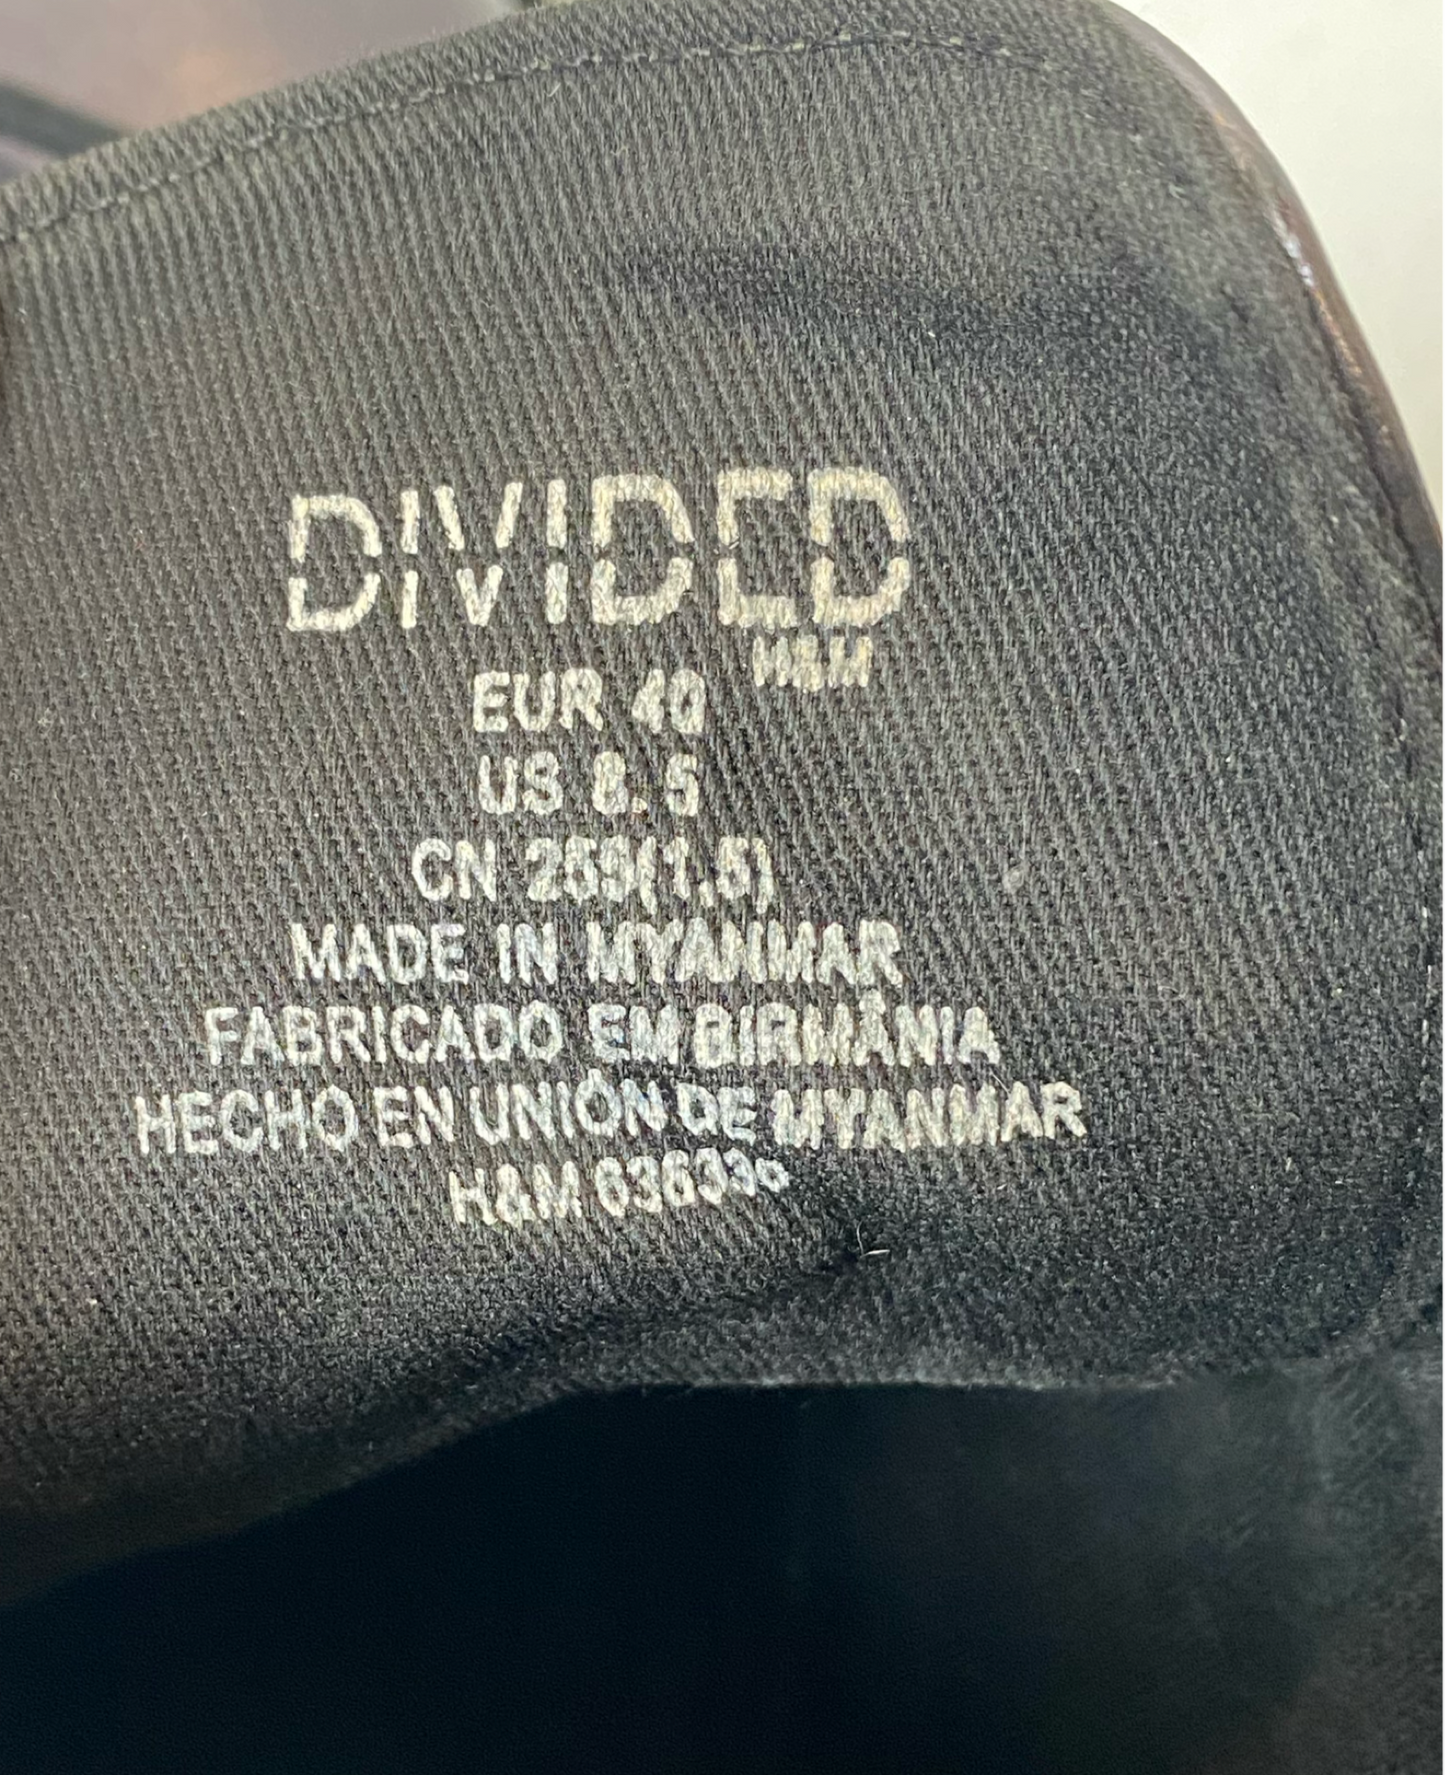 DIVIDED
H&M
EUR 40
US 8.5
CN 255(1.5)
MADE IN MYANMAR
FABRICADO EM BIRMÂNIA
HECHO EN UNIÓN DE MYANMAR
H&M